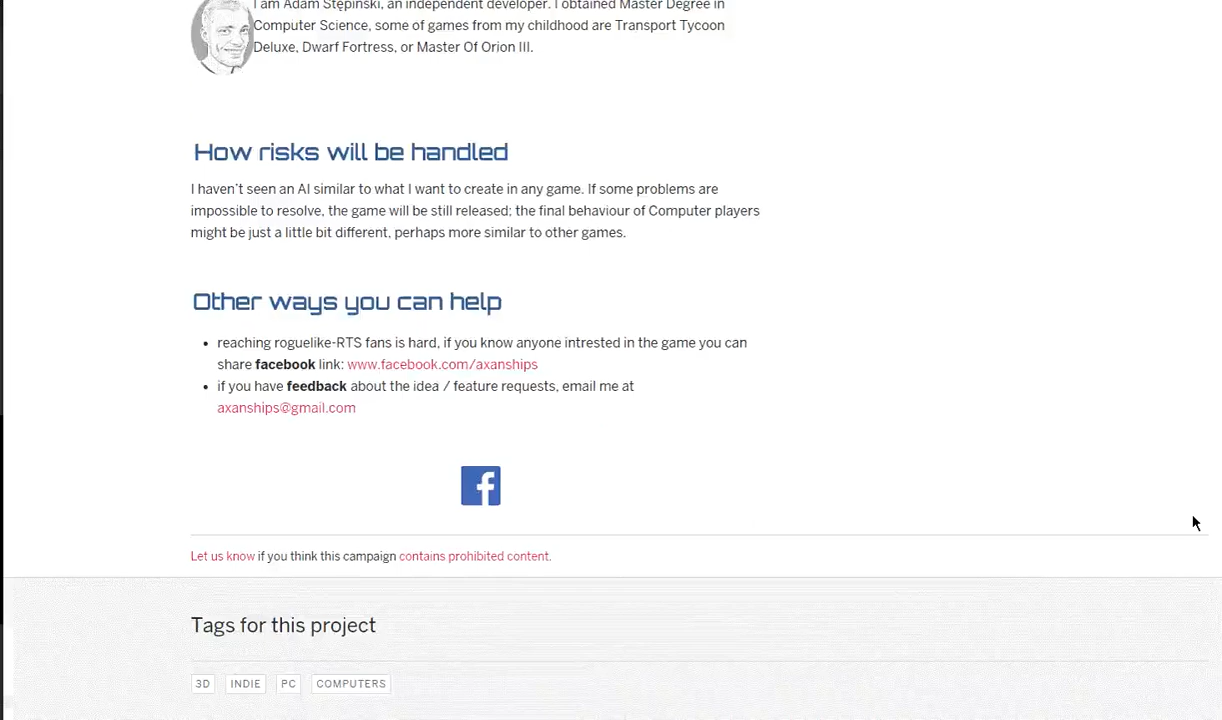 I am Adam Stępinski, an independent developer. I obtained Master Degree in
Computer Science, some of games from my childhood are Transport Tycoon
Deluxe, Dwarf Fortress, or Master Of Orion III.
How risks will be handled
I haven't seen an AI similar to what I want to create in any game. If some problems are
impossible to resolve, the game will be still released; the final behaviour of Computer players
might be just a little bit different, perhaps more similar to other games.
Other ways you can help
• reaching roguelike-RTS fans is hard, if you know anyone intrested in the game you can
share facebook link: www.facebook.com/axanships
• if you have feedback about the idea / feature requests, email me at
axanships@gmail.com
f
Let us know if you think this campaign contains prohibited content.
Tags for this project
3D INDIE PC COMPUTERS